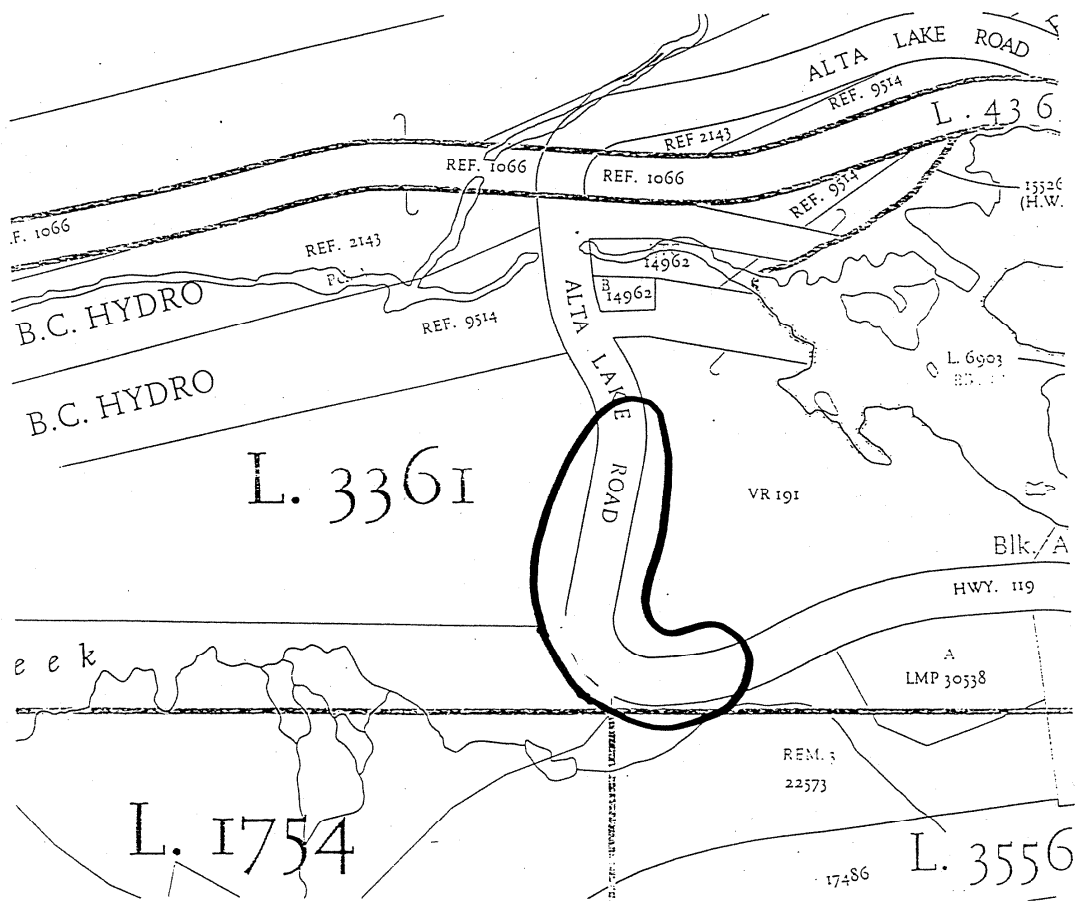 ALTA LAKE ROAD
REF. 9514
L. 436
REF 2143
REF. 1066
REF. 1066
REF. 9514
15526
(H.W.
.F. 1066
REF. 2143
14962
B
14962
B.C. HYDRO
REF. 9514
ALTA LAKE ROAD
L. 6903
B.C. HYDRO
L. 3361
VR 191
Blk. A
HWY. 119
eek
A
LMP 30538
REM. 3
22573
L. 1754
L. 3556
17486